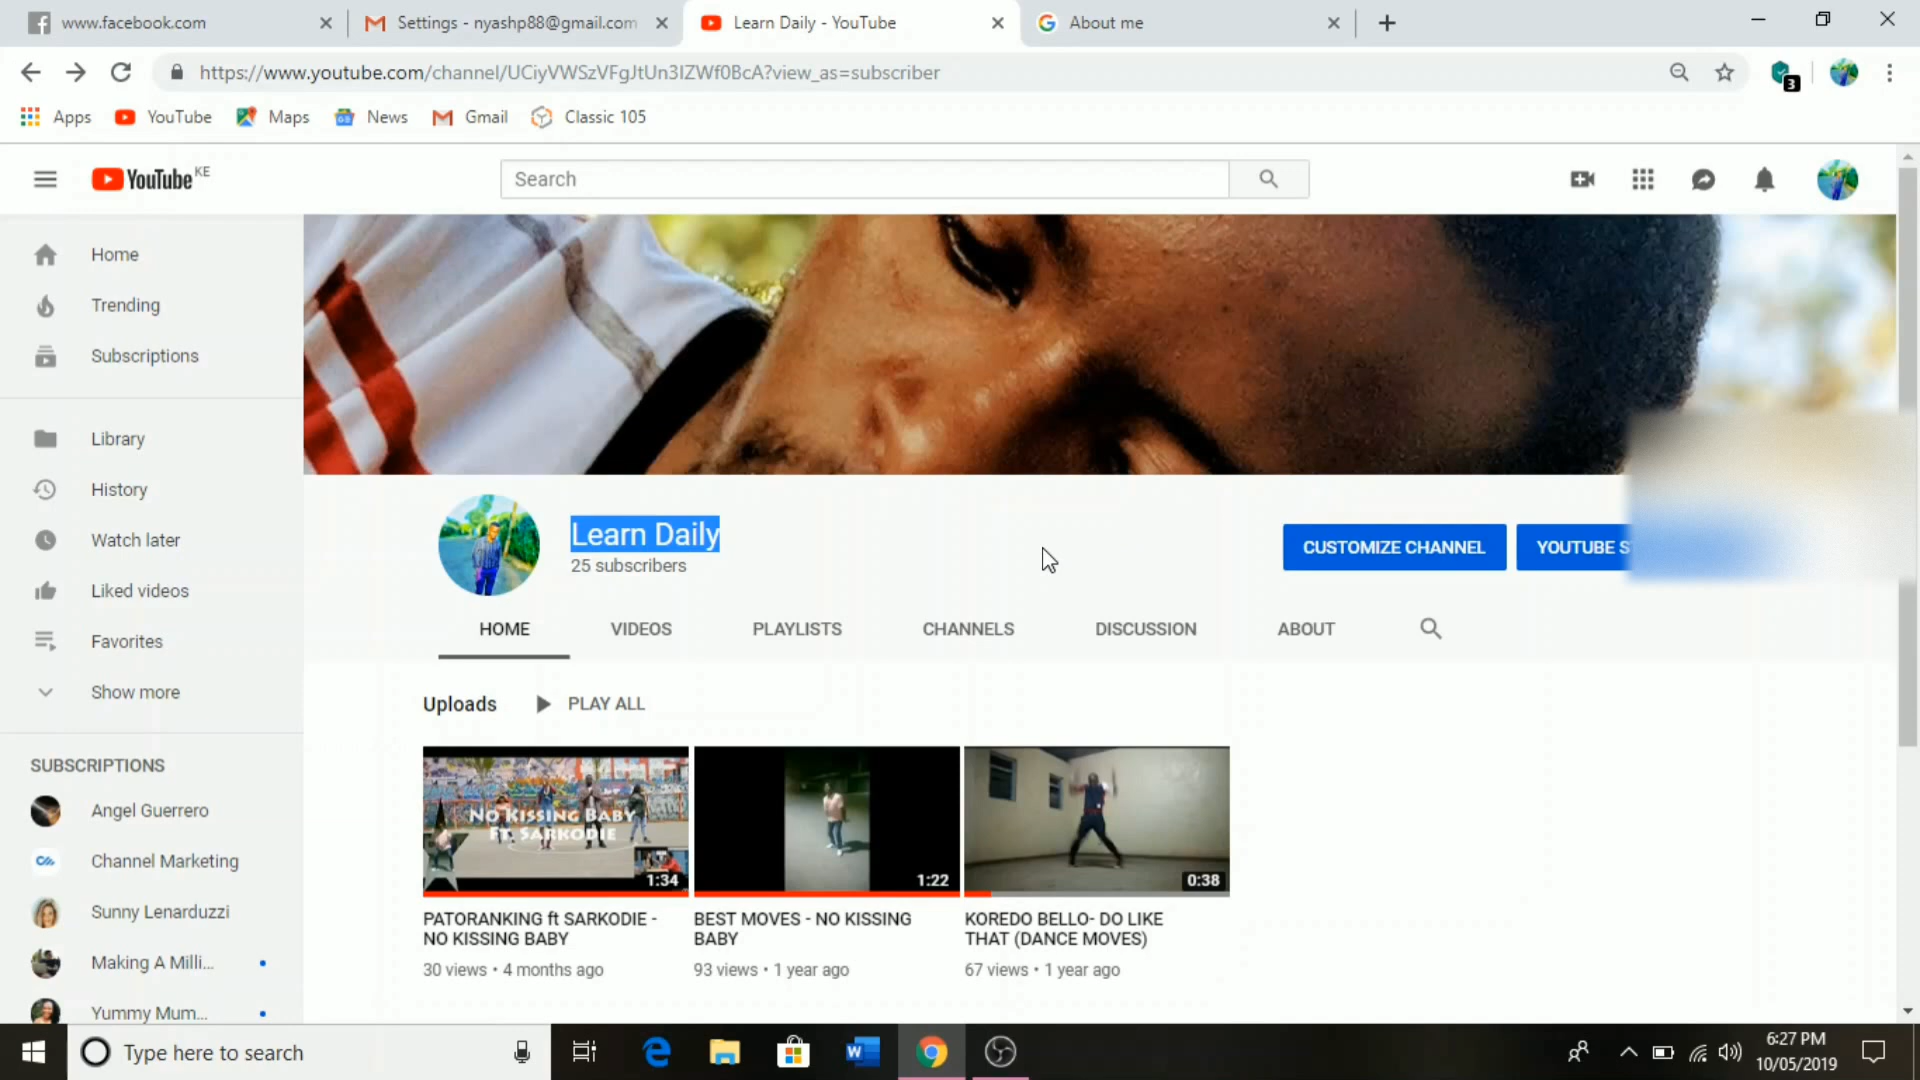 www.facebook.com
Settings - nyashp88@gmail.com
Learn Daily - YouTube
About me
https://www.youtube.com/channel/UCiyVWSzVFgJtUn3IZWf0BcA?view_as=subscriber
3
Apps
YouTube
Maps
News
Gmail
Classic 105
YouTube KE
Search
Home
Trending
Subscriptions
Library
History
Watch later
Liked videos
Favorites
Show more
SUBSCRIPTIONS
Angel Guerrero
Channel Marketing
Sunny Lenarduzzi
Making A Milli...
Yummy Mum...
Learn Daily
25 subscribers
CUSTOMIZE CHANNEL
YOUTUBE S
HOME
VIDEOS
PLAYLISTS
CHANNELS
DISCUSSION
ABOUT
Uploads
PLAY ALL
NO KISSING BABY
FT. SARKODIE
1:34
PATORANKING ft SARKODIE -
NO KISSING BABY
30 views • 4 months ago
1:22
BEST MOVES - NO KISSING
BABY
93 views • 1 year ago
0:38
KOREDO BELLO- DO LIKE
THAT (DANCE MOVES)
67 views • 1 year ago
Type here to search
6:27 PM
10/05/2019